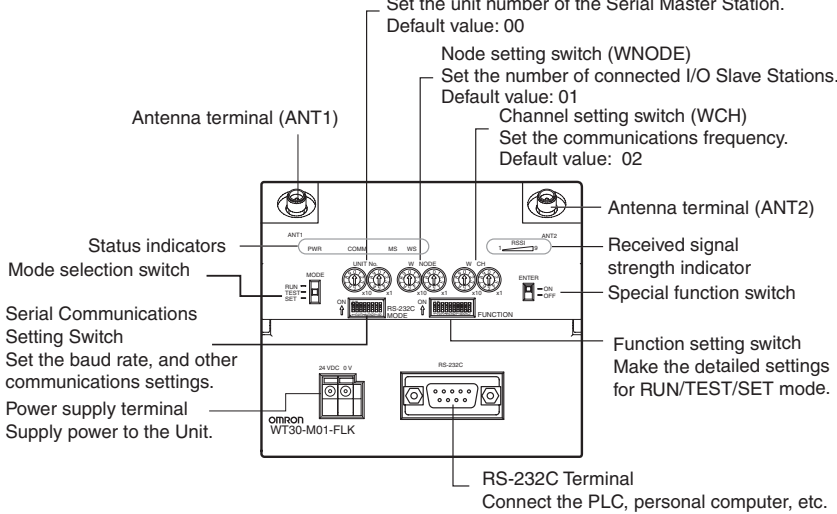 Set the unit number of the Serial Master Station.
Default value: 00
Node setting switch (WNODE)
Set the number of connected I/O Slave Stations.
Default value: 01
Channel setting switch (WCH)
Set the communications frequency.
Default value: 02
Antenna terminal (ANT1)
Antenna terminal (ANT2)
Status indicators
Received signal
strength indicator
Mode selection switch
Special function switch
Serial Communications
Setting Switch
Set the baud rate, and other
communications settings.
Function setting switch
Make the detailed settings
for RUN/TEST/SET mode.
Power supply terminal
Supply power to the Unit.
RS-232C Terminal
Connect the PLC, personal computer, etc.
ANT1
ANT2
PWR COMM MS WS
1 RSSI 9
MODE
UNIT No. W NODE W CH
ENTER
RUN
TEST
SET
x10 x1 x10 x1 x10 x1
ON
OFF
ON
RS-232C
MODE
ON
FUNCTION
24 VDC 0 V
RS-232C
OMRON
WT30-M01-FLK